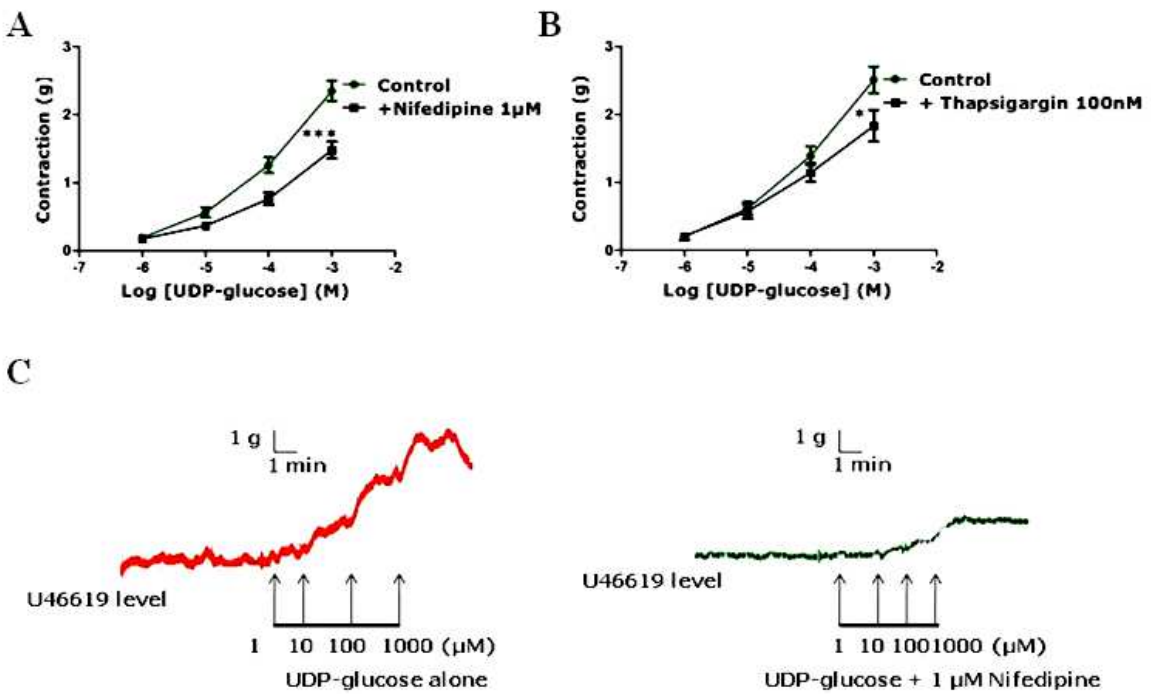 A
Contraction (g)
3
2
1
0
-7 -6 -5 -4 -3 -2
Log [UDP-glucose] (M)
Control
+Nifedipine 1µM
***
B
Contraction (g)
3
2
1
0
-7 -6 -5 -4 -3 -2
Log [UDP-glucose] (M)
Control
+ Thapsigargin 100nM
*
C
1 g
1 min
U46619 level
1 10 100 1000 (µM)
UDP-glucose alone
1 g
1 min
U46619 level
1 10 100 1000 (µM)
UDP-glucose + 1 µM Nifedipine